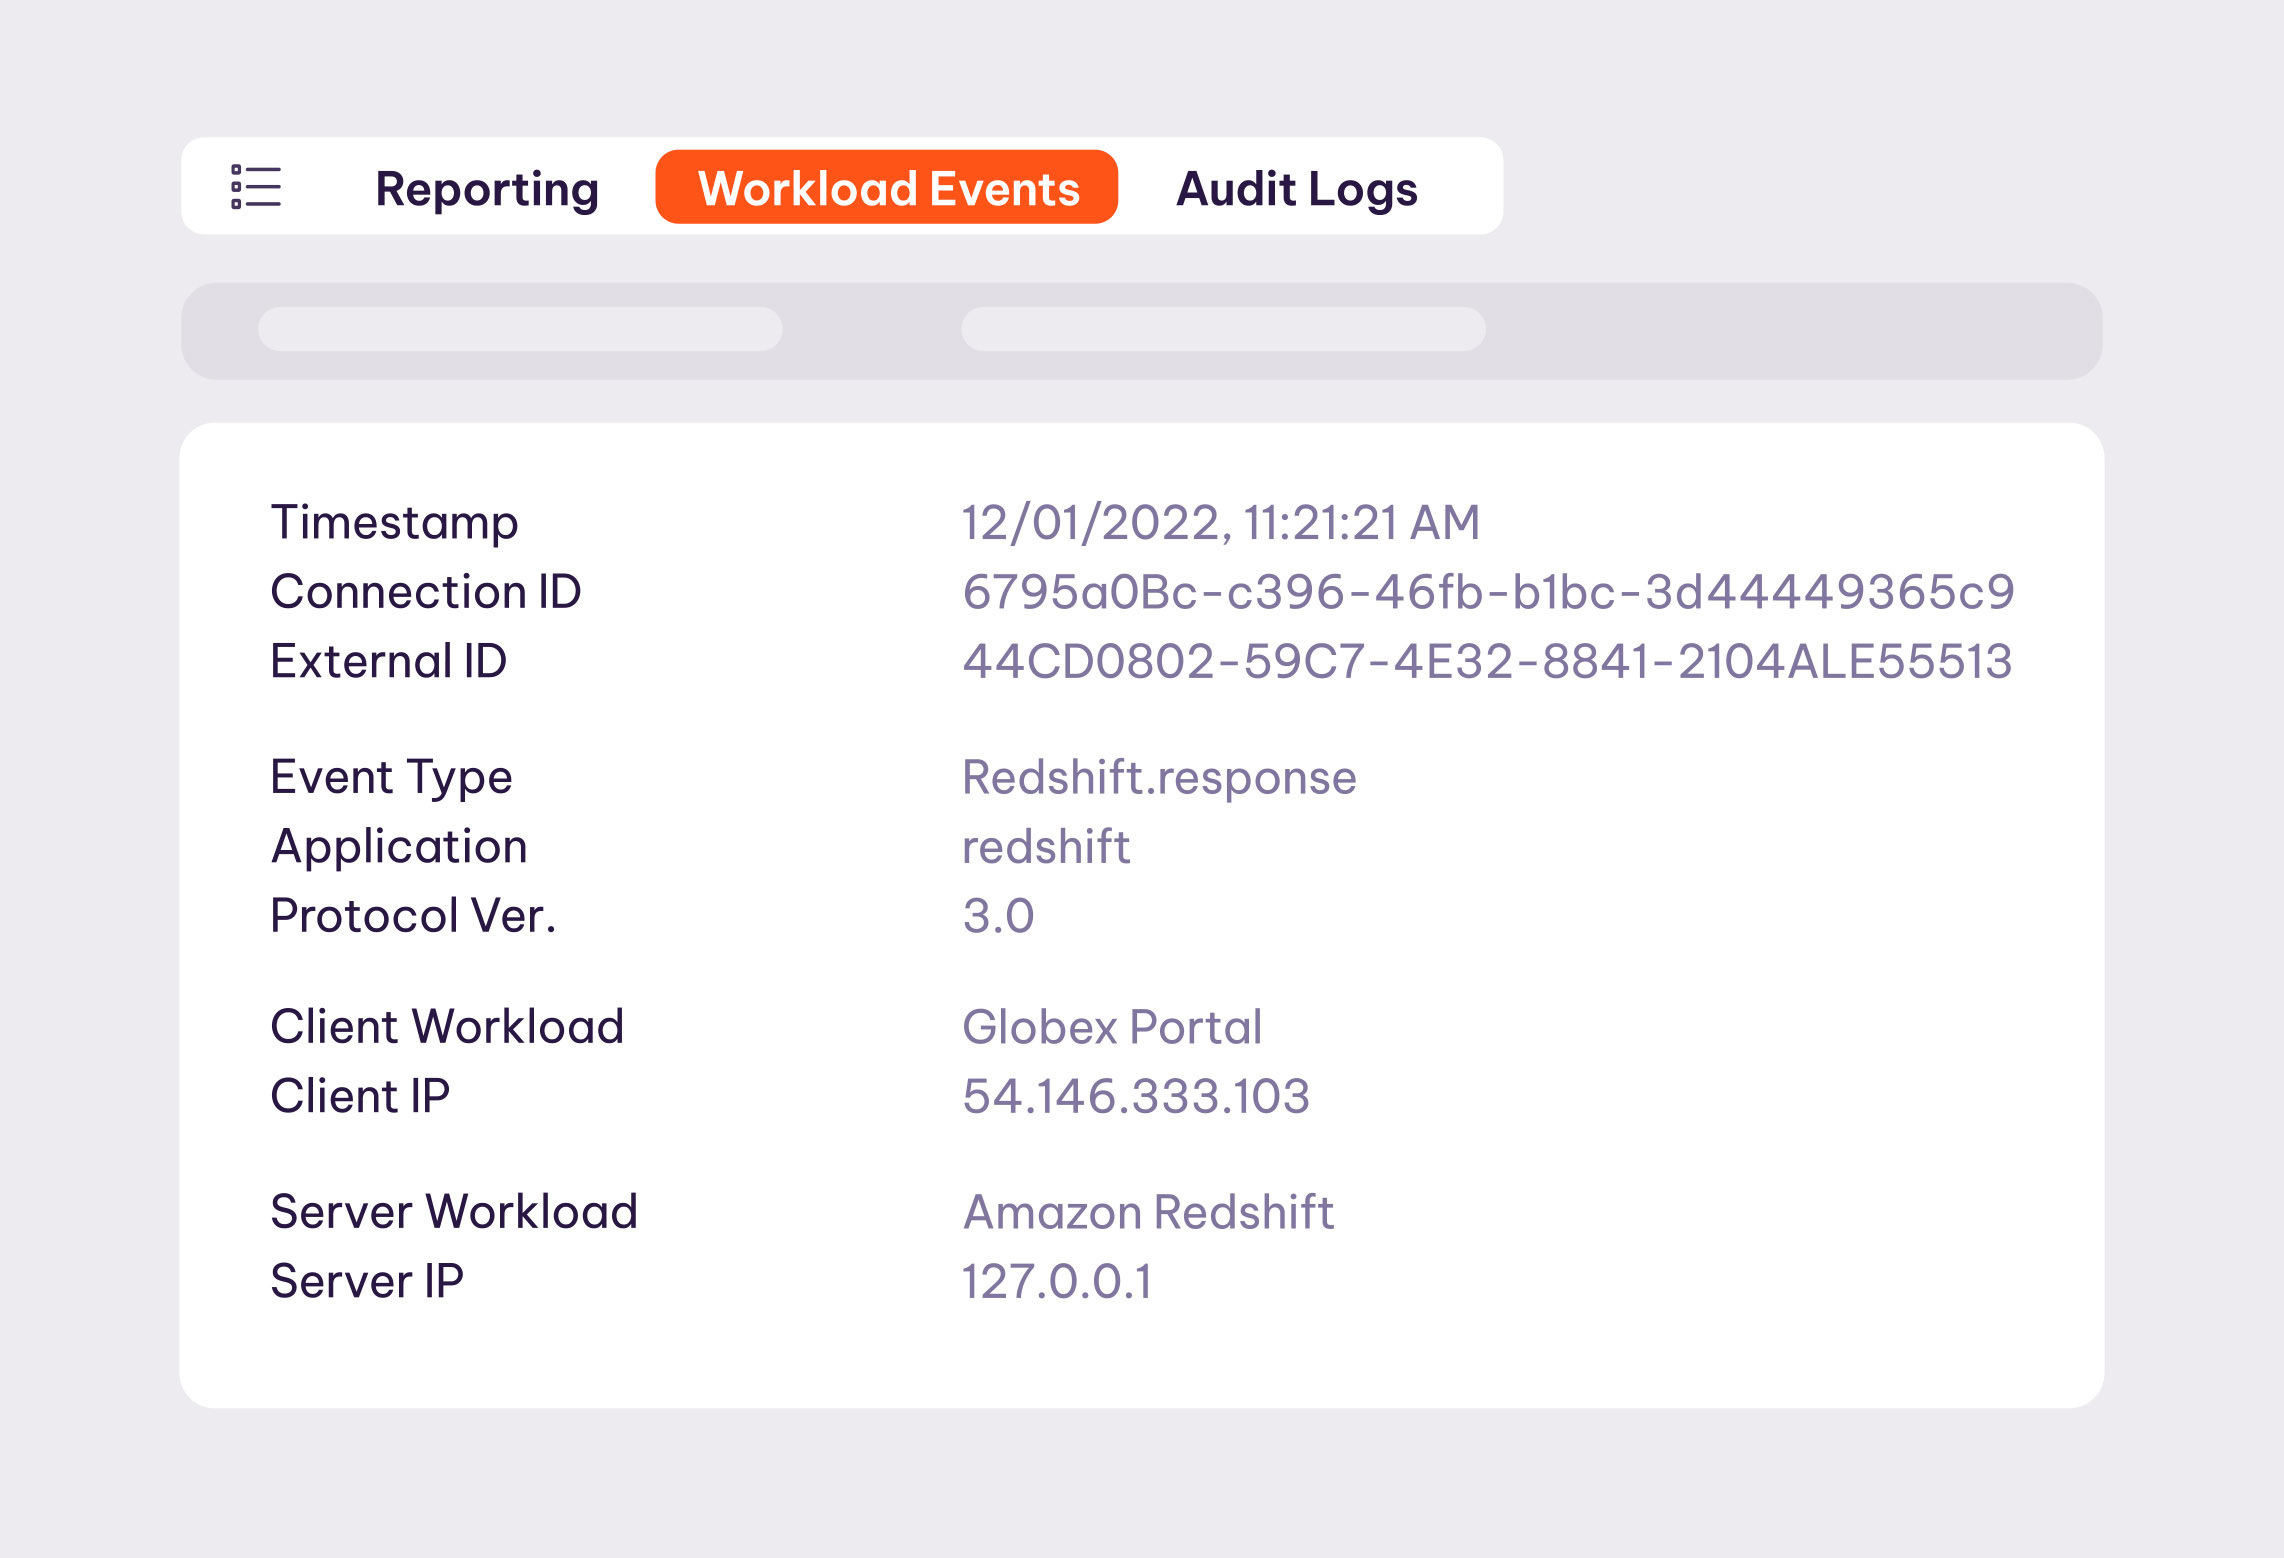 Reporting Workload Events Audit Logs
Timestamp 12/01/2022, 11:21:21 AM
Connection ID 6795a0Bc-c396-46fb-b1bc-3d44449365c9
External ID 44CD0802-59C7-4E32-8841-2104ALE55513
Event Type Redshift.response
Application redshift
Protocol Ver. 3.0
Client Workload Globex Portal
Client IP 54.146.333.103
Server Workload Amazon Redshift
Server IP 127.0.0.1